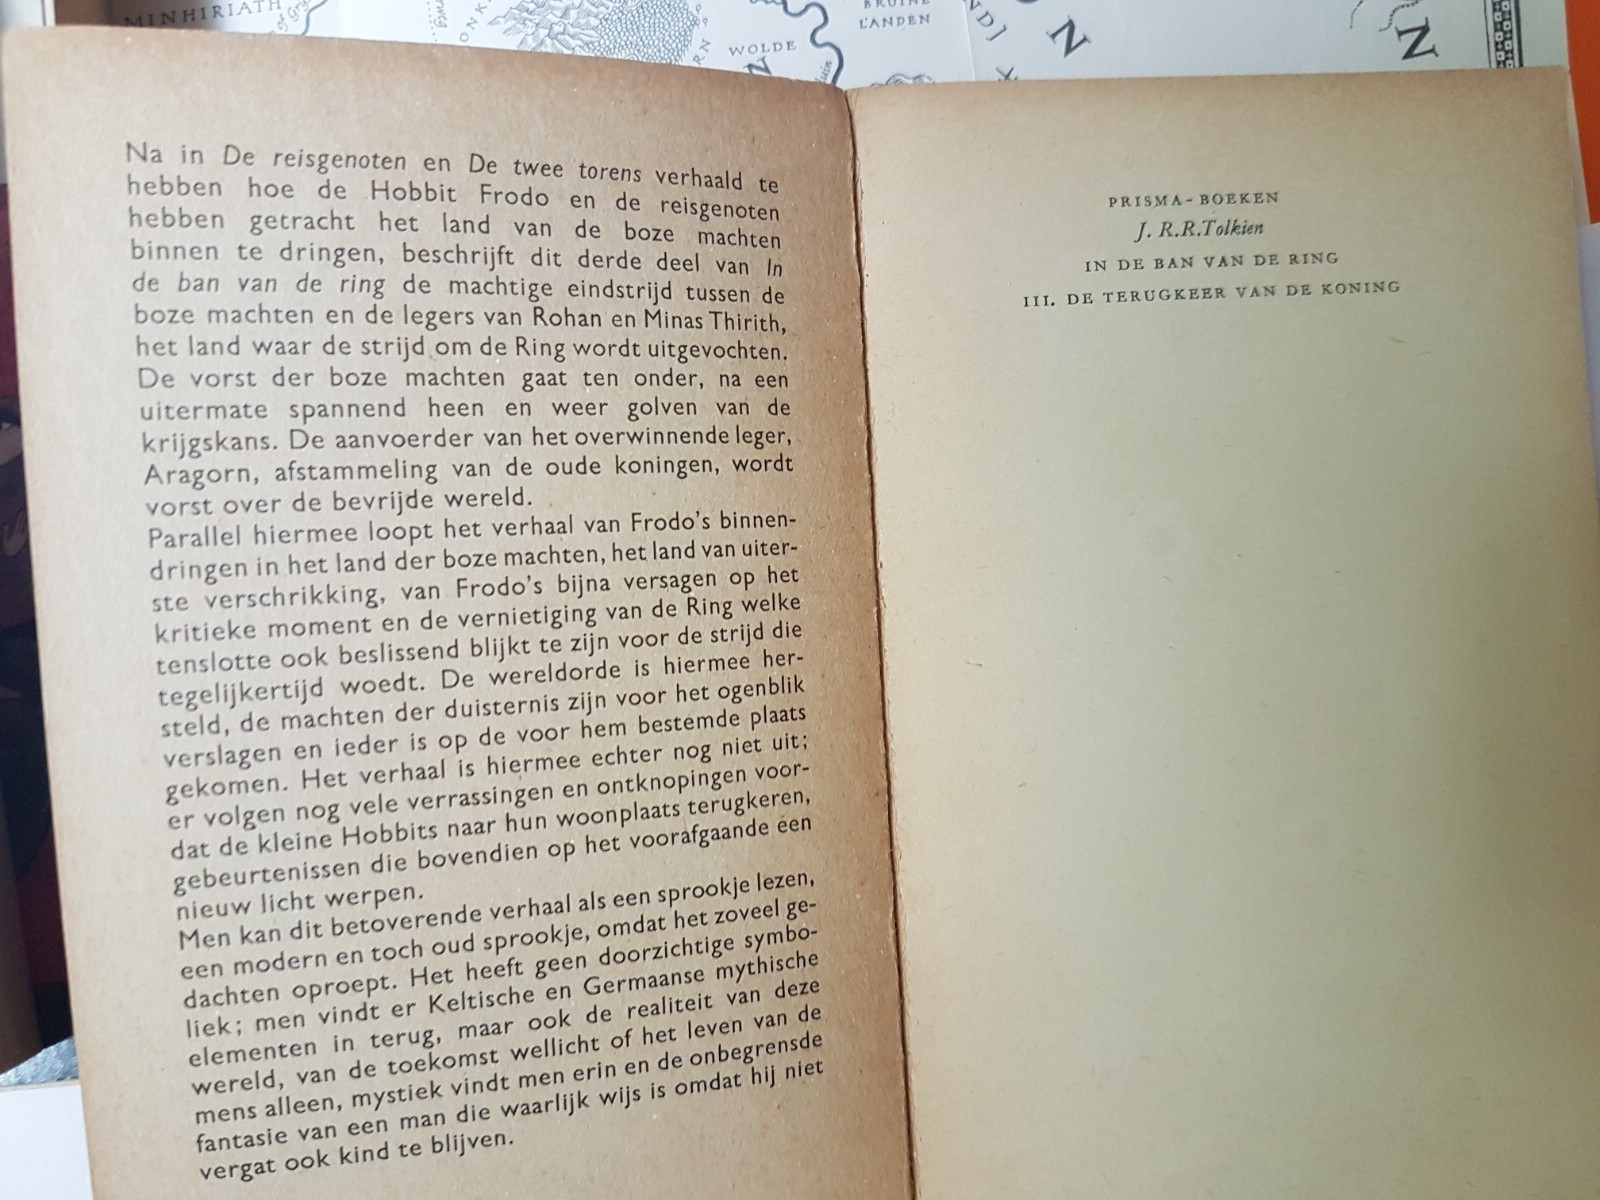 MINHIRIATH
WOLDE
BRUINE
LANDEN
N
N
Na in De reisgenoten en De twee torens verhaald te
hebben hoe de Hobbit Frodo en de reisgenoten
hebben getracht het land van de boze machten
binnen te dringen, beschrijft dit derde deel van In
de ban van de ring de machtige eindstrijd tussen de
boze machten en de legers van Rohan en Minas Thirith,
het land waar de strijd om de Ring wordt uitgevochten.
De vorst der boze machten gaat ten onder, na een
uitermate spannend heen en weer golven van de
krijgskans. De aanvoerder van het overwinnende leger,
Aragorn, afstammeling van de oude koningen, wordt
vorst over de bevrijde wereld.
Parallel hiermee loopt het verhaal van Frodo's binnen-
dringen in het land der boze machten, het land van uiter-
ste verschrikking, van Frodo's bijna versagen op het
kritieke moment en de vernietiging van de Ring welke
tenslotte ook beslissend blijkt te zijn voor de strijd die
tegelijkertijd woedt. De wereldorde is hiermee her-
steld, de machten der duisternis zijn voor het ogenblik
verslagen en ieder is op de voor hem bestemde plaats
gekomen. Het verhaal is hiermee echter nog niet uit;
er volgen nog vele verrassingen en ontknopingen voor-
dat de kleine Hobbits naar hun woonplaats terugkeren,
gebeurtenissen die bovendien op het voorafgaande een
nieuw licht werpen.
Men kan dit betoverende verhaal als een sprookje lezen,
een modern en toch oud sprookje, omdat het zoveel ge-
dachten oproept. Het heeft geen doorzichtige symbo-
liek; men vindt er Keltische en Germaanse mythische
elementen in terug, maar ook de realiteit van deze
wereld, van de toekomst wellicht of het leven van de
mens alleen, mystiek vindt men erin en de onbegrensde
fantasie van een man die waarlijk wijs is omdat hij niet
vergat ook kind te blijven.
PRISMA-BOEKEN
J. R.R.Tolkien
IN DE BAN VAN DE RING
III. DE TERUGKEER VAN DE KONING